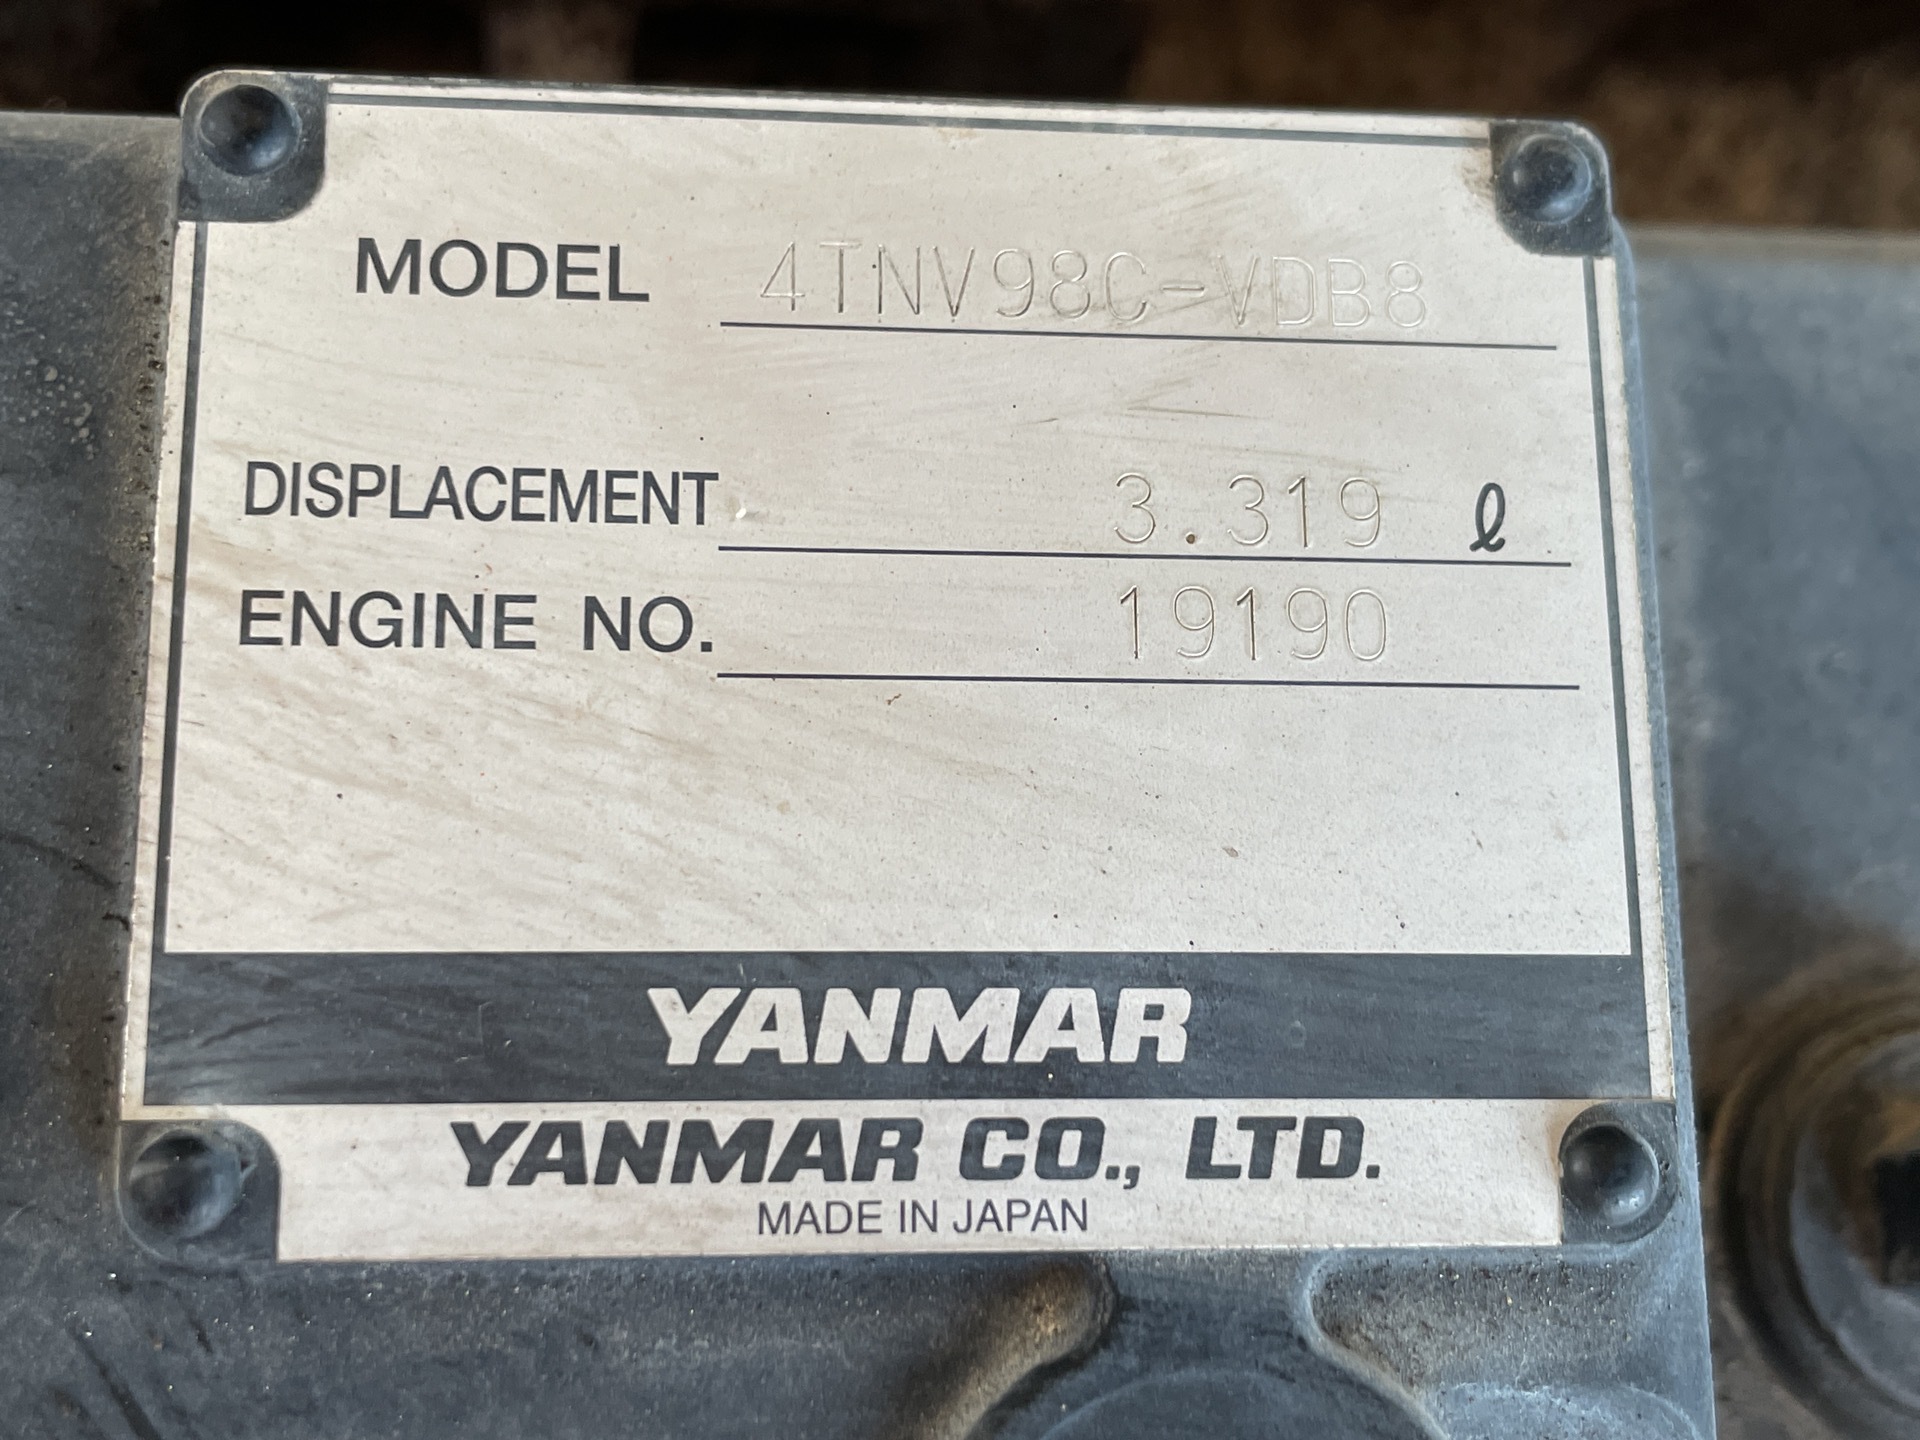 MODEL 4TNV98C-VDB8
DISPLACEMENT 3.319 ℓ
ENGINE NO. 19190
YANMAR
YANMAR CO., LTD.
MADE IN JAPAN